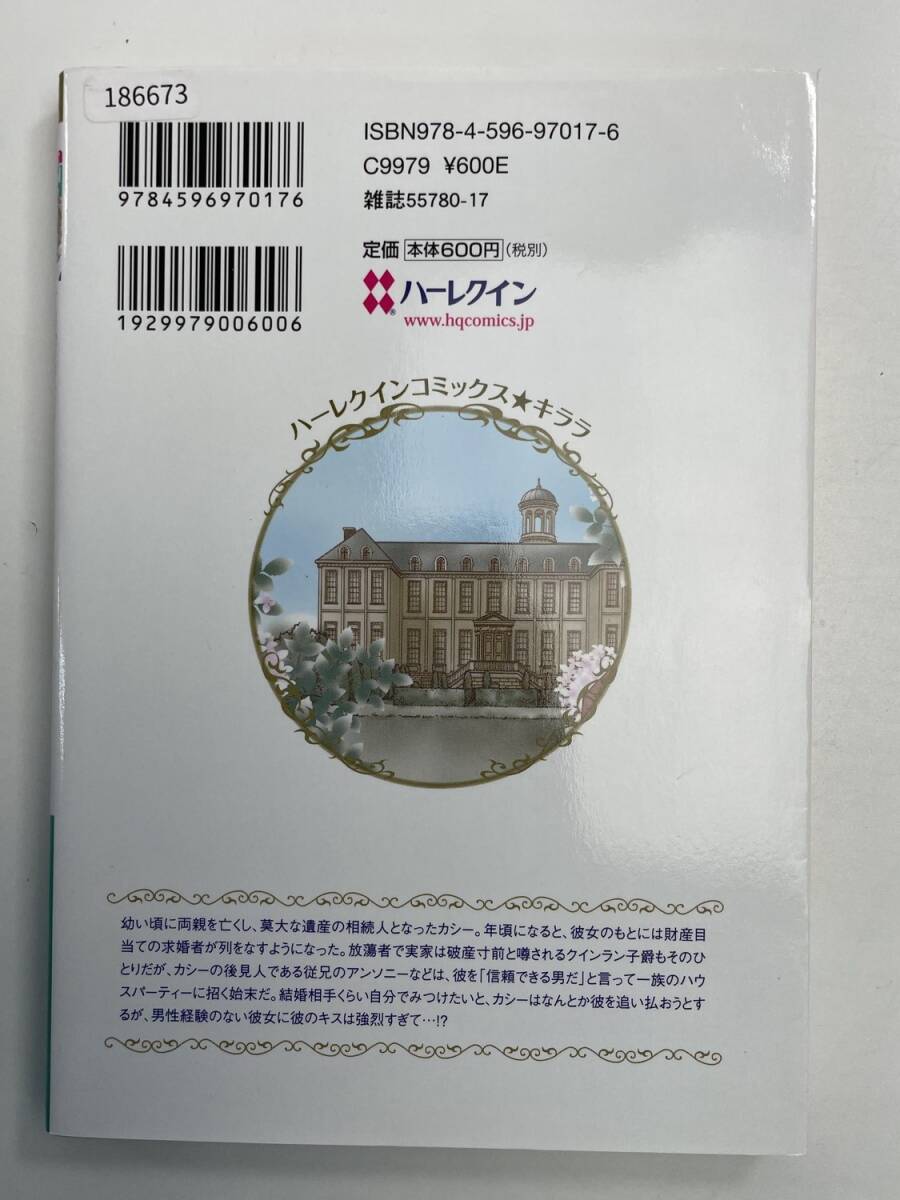 186673
9784596970176
1929979006006
ISBN978-4-596-97017-6
C9979 ¥600E
雑誌55780-17
定価 本体600円 (税別)
ハーレクイン
®
www.hqcomics.jp
ハーレクインコミックス★キララ
幼い頃に両親を亡くし、莫大な遺産の相続人となったカシー。年頃になると、彼女のもとには財産目
当ての求婚者が列をなすようになった。放蕩者で実家は破産寸前と噂されるクインラン子爵もそのひ
とりだが、カシーの後見人である従兄のアンソニーなどは、彼を「信頼できる男だ」と言って一族のハウ
スパーティーに招く始末だ。結婚相手くらい自分でみつけたいと、カシーはなんとか彼を追い払おうとす
るが、男性経験のない彼女に彼のキスは強烈すぎて…!?